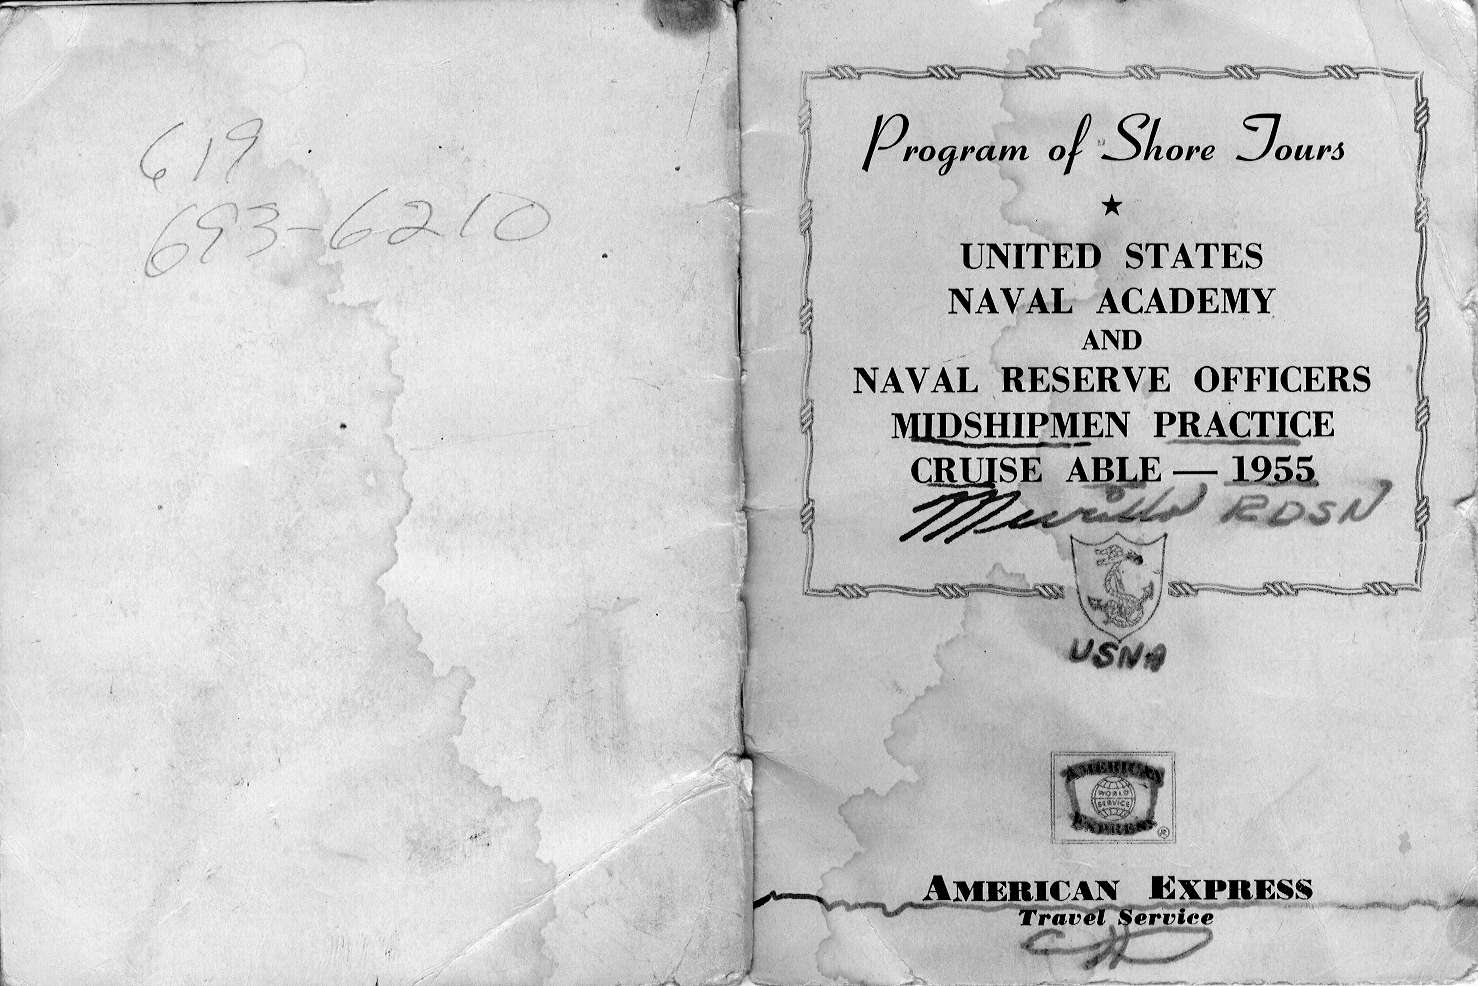 619
693-6210
Program of Shore Tours
★
UNITED STATES
NAVAL ACADEMY
AND
NAVAL RESERVE OFFICERS
MIDSHIPMEN PRACTICE
CRUISE ABLE — 1955
Murillo RDSN
USNA
AMERICAN
WORLD
SERVICE
EXPRESS
®
AMERICAN EXPRESS
Travel Service